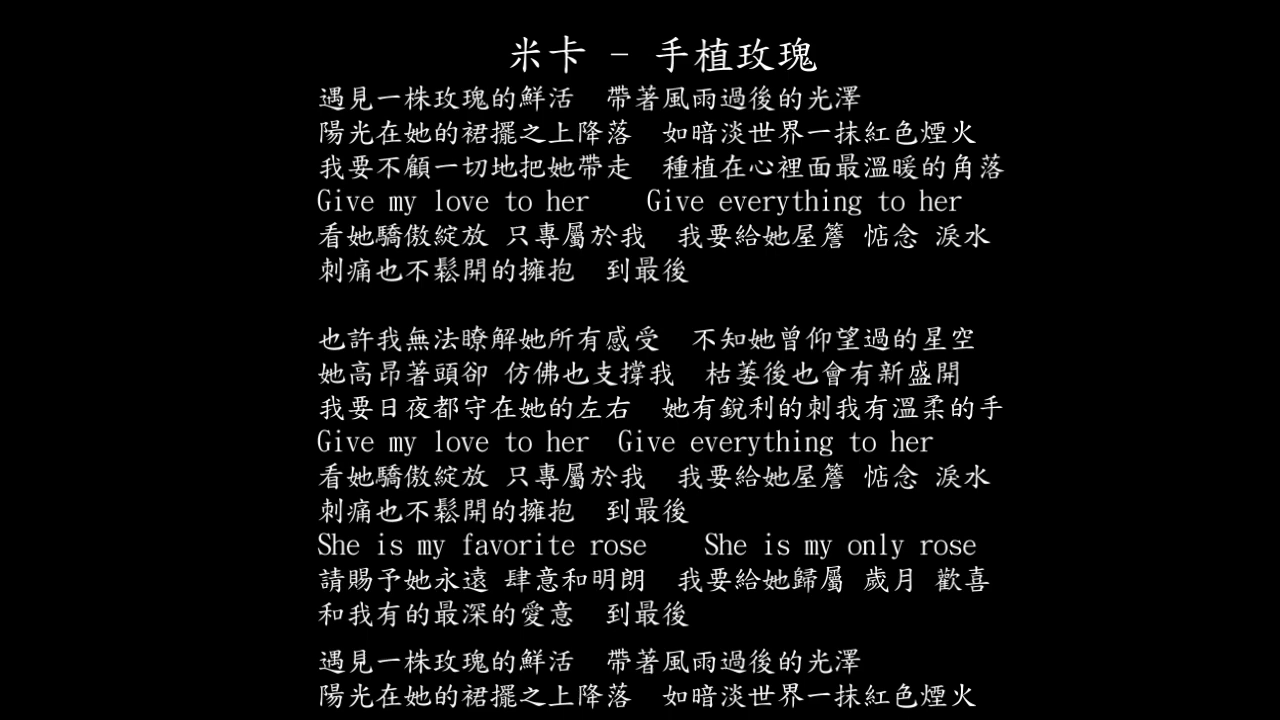 米卡 - 手植玫瑰
遇見一株玫瑰的鮮活　帶著風雨過後的光澤
陽光在她的裙擺之上降落　如暗淡世界一抹紅色煙火
我要不顧一切地把她帶走　種植在心裡面最溫暖的角落
Give my love to her　　Give everything to her
看她驕傲綻放 只專屬於我　我要給她屋簷 惦念 淚水
刺痛也不鬆開的擁抱　到最後
也許我無法瞭解她所有感受　不知她曾仰望過的星空
她高昂著頭卻 仿佛也支撐我　枯萎後也會有新盛開
我要日夜都守在她的左右　她有銳利的刺我有溫柔的手
Give my love to her　Give everything to her
看她驕傲綻放 只專屬於我　我要給她屋簷 惦念 淚水
刺痛也不鬆開的擁抱　到最後
She is my favorite rose　　She is my only rose
請賜予她永遠 肆意和明朗　我要給她歸屬 歲月 歡喜
和我有的最深的愛意　到最後
遇見一株玫瑰的鮮活　帶著風雨過後的光澤
陽光在她的裙擺之上降落　如暗淡世界一抹紅色煙火